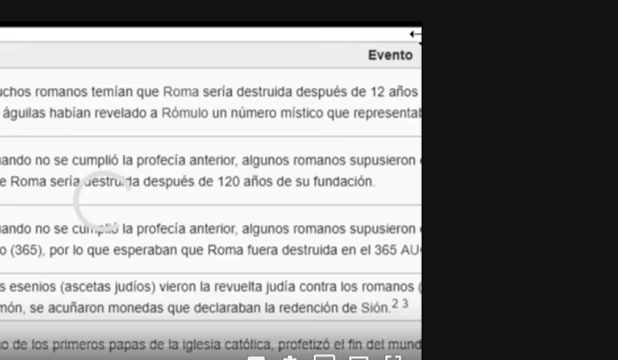 Evento
uchos romanos temían que Roma sería destruida después de 12 años
águilas habían revelado a Rómulo un número místico que representab
ando no se cumplió la profecía anterior, algunos romanos supusieron
e Roma sería destruida después de 120 años de su fundación.
ando no se cumplió la profecía anterior, algunos romanos supusieron
o (365), por lo que esperaban que Roma fuera destruida en el 365 AU
s esenios (ascetas judíos) vieron la revuelta judía contra los romanos (
món, se acuñaron monedas que declaraban la redención de Sión.2 3
o de los primeros papas de la iglesia católica, profetizó el fin del mund